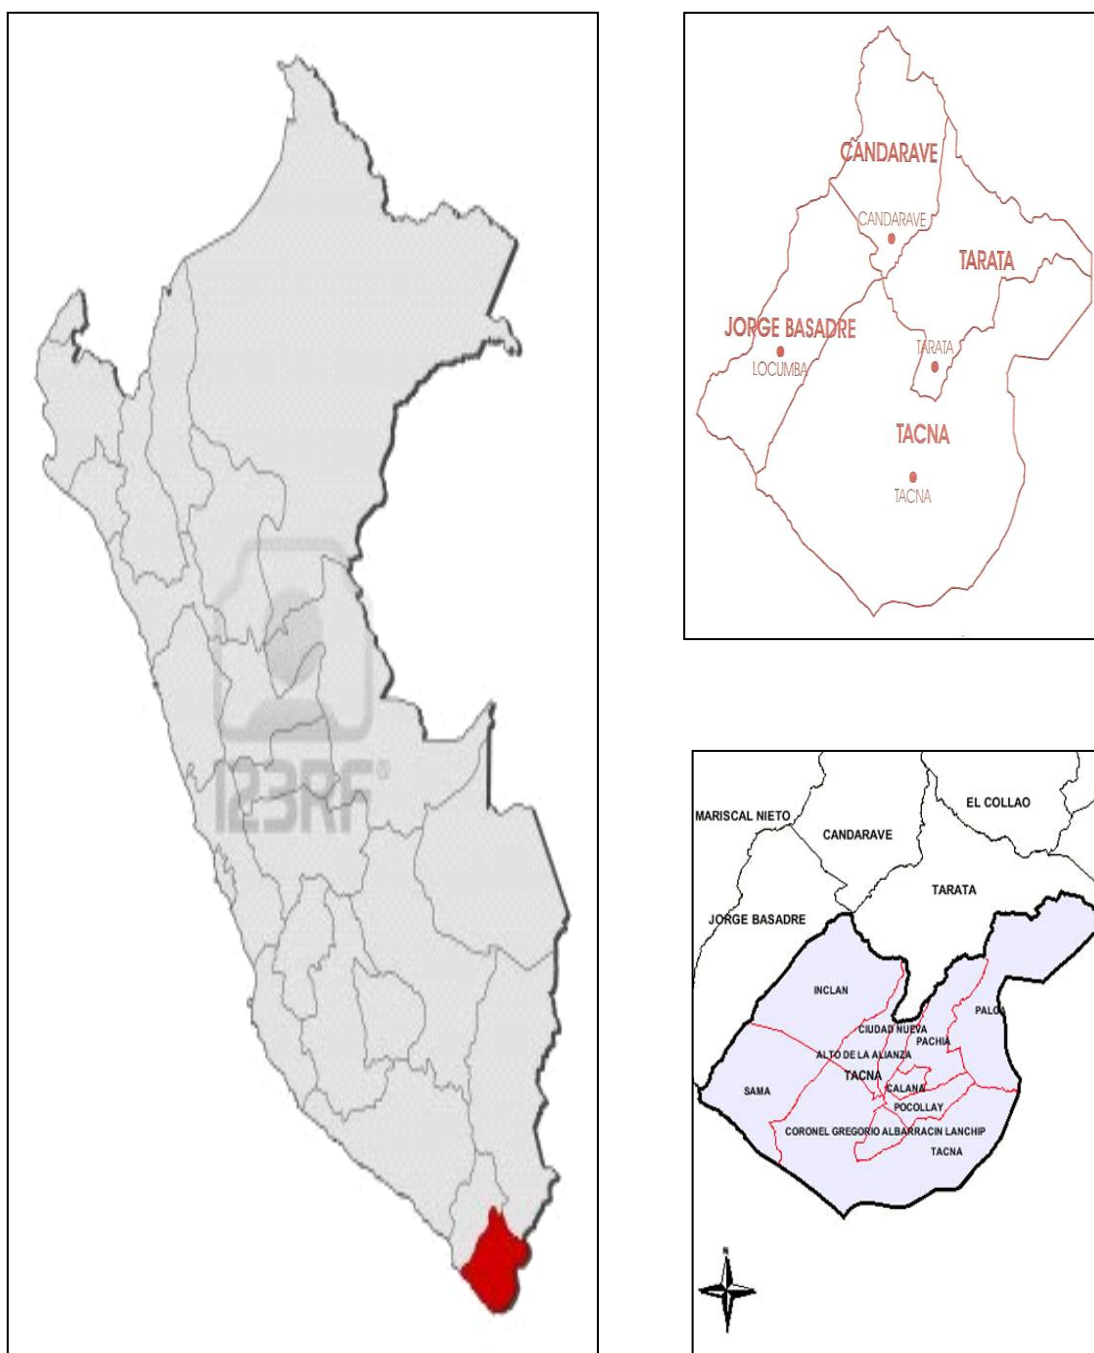 123RF®
CANDARAVE
CANDARAVE
TARATA
JORGE BASADRE
LOCUMBA
TARATA
TACNA
TACNA
MARISCAL NIETO
EL COLLAO
CANDARAVE
TARATA
JORGE BASADRE
INCLAN
PALCA
CIUDAD NUEVA
PACHIA
ALTO DE LA ALIANZA
TACNA
SAMA
CALANA
POCOLLAY
CORONEL GREGORIO ALBARRACIN LANCHIP
TACNA
N